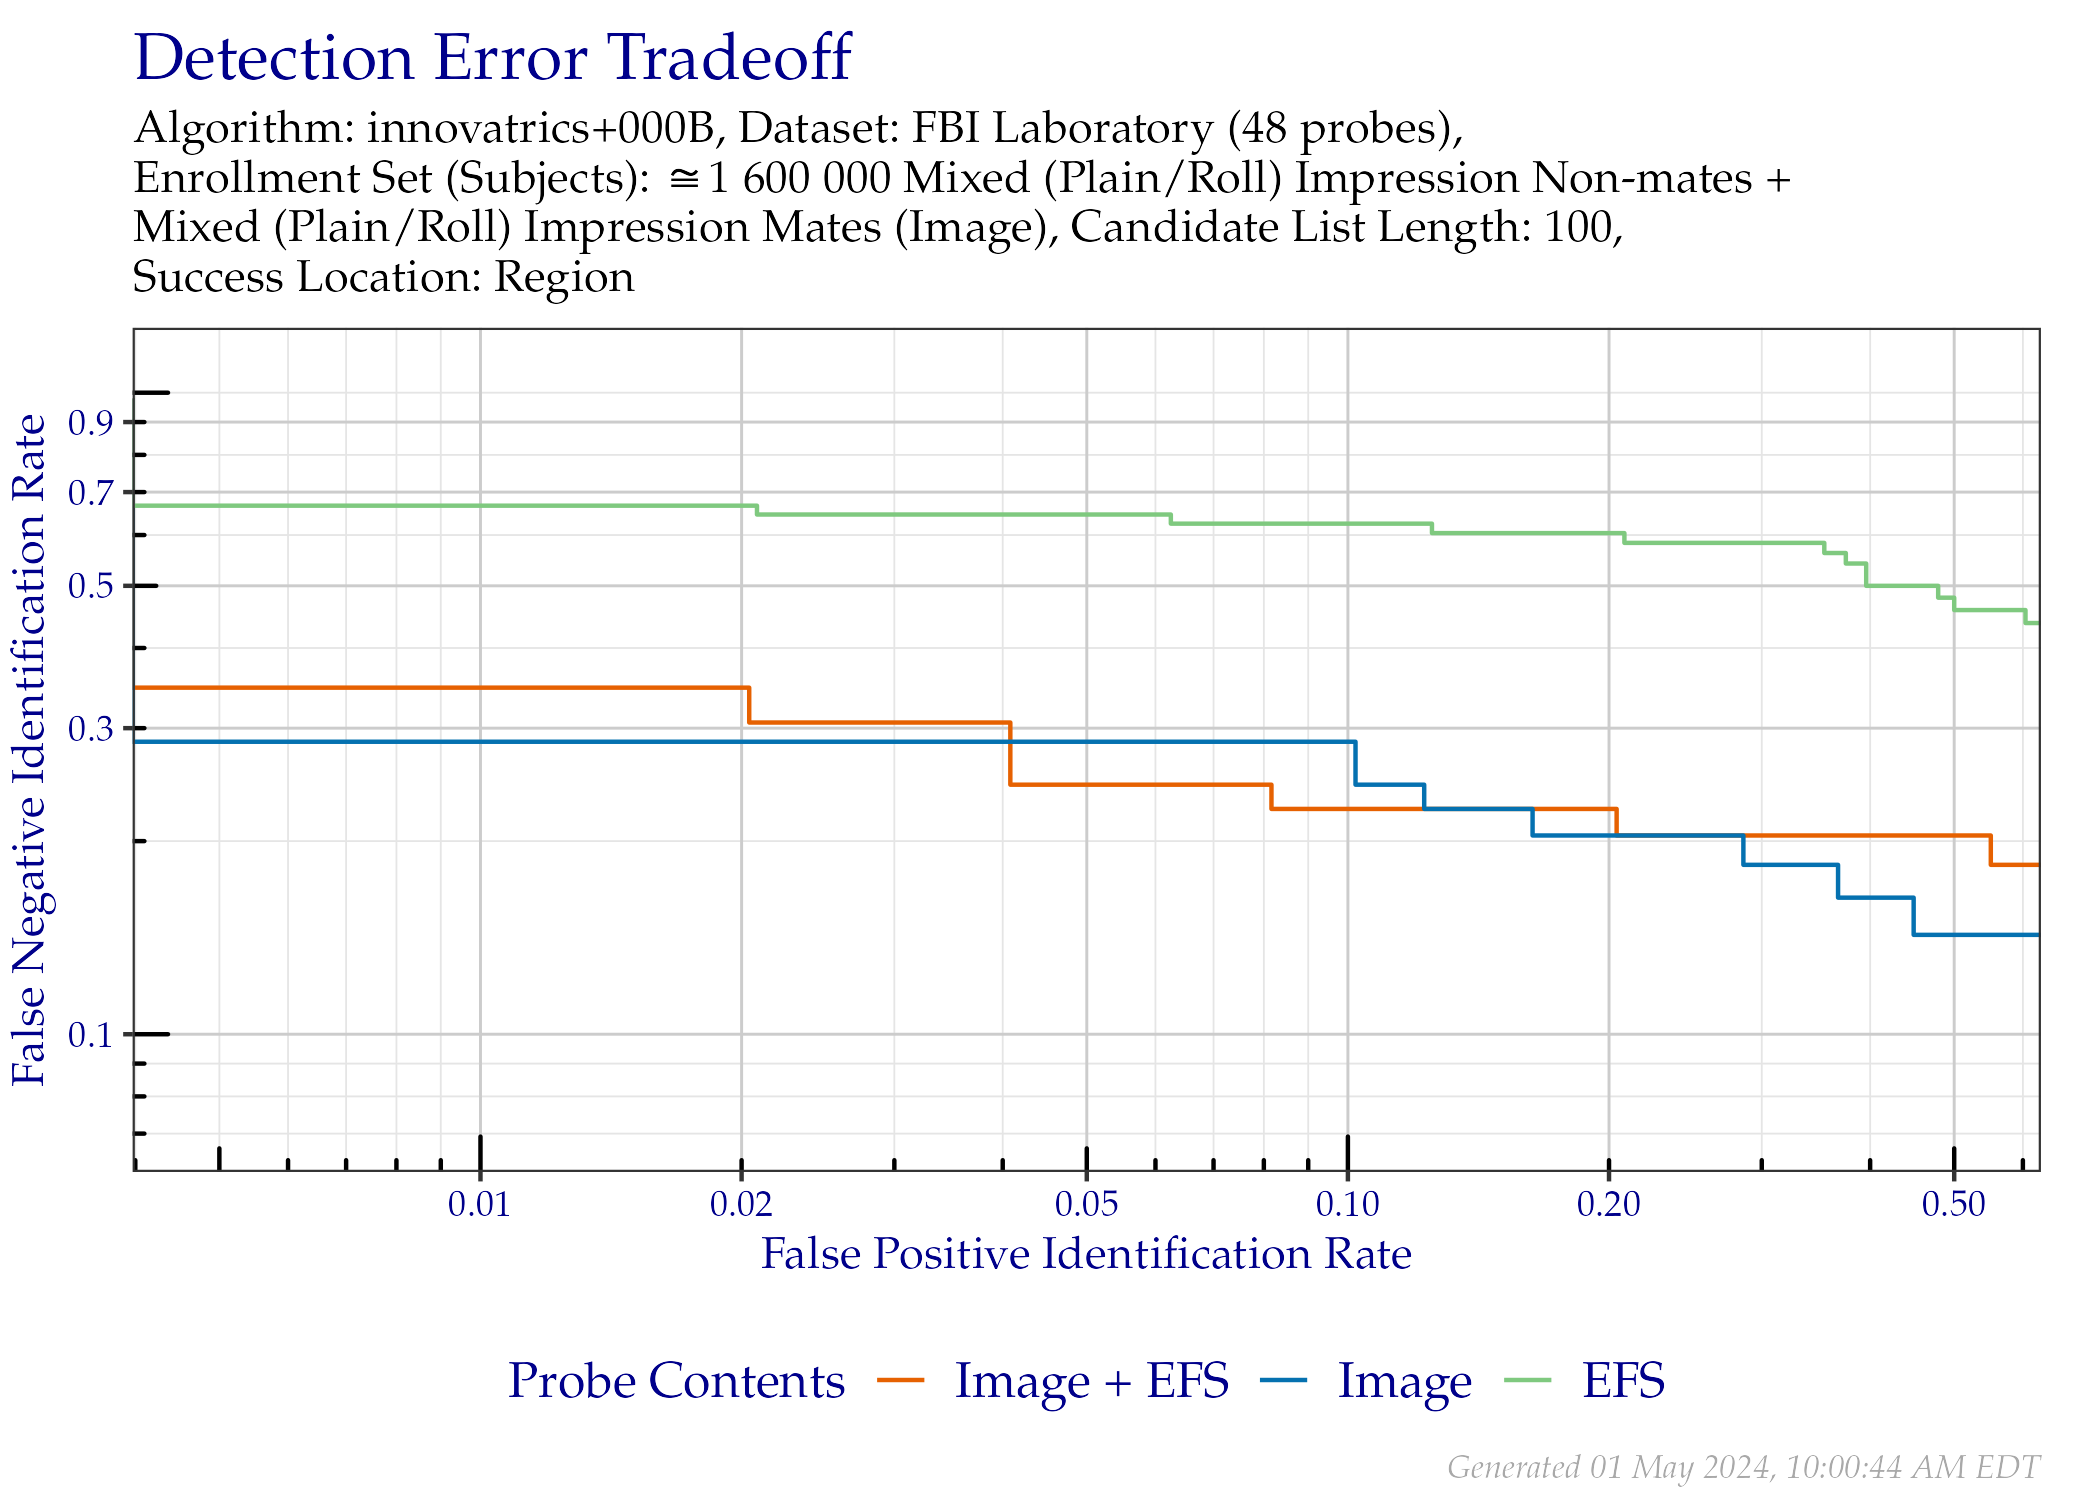 Detection Error Tradeoff
Algorithm: innovatrics+000B, Dataset: FBI Laboratory (48 probes),
Enrollment Set (Subjects): ≅1 600 000 Mixed (Plain/Roll) Impression Non-mates +
Mixed (Plain/Roll) Impression Mates (Image), Candidate List Length: 100,
Success Location: Region
False Negative Identification Rate
0.9
0.7
0.5
0.3
0.1
0.01 0.02 0.05 0.10 0.20 0.50
False Positive Identification Rate
Probe Contents Image + EFS Image EFS
Generated 01 May 2024, 10:00:44 AM EDT